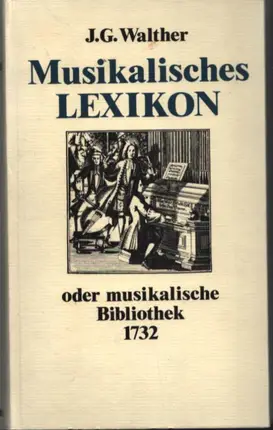 J.G. Walther
Musikalisches
LEXIKON
oder musikalische
Bibliothek
1732